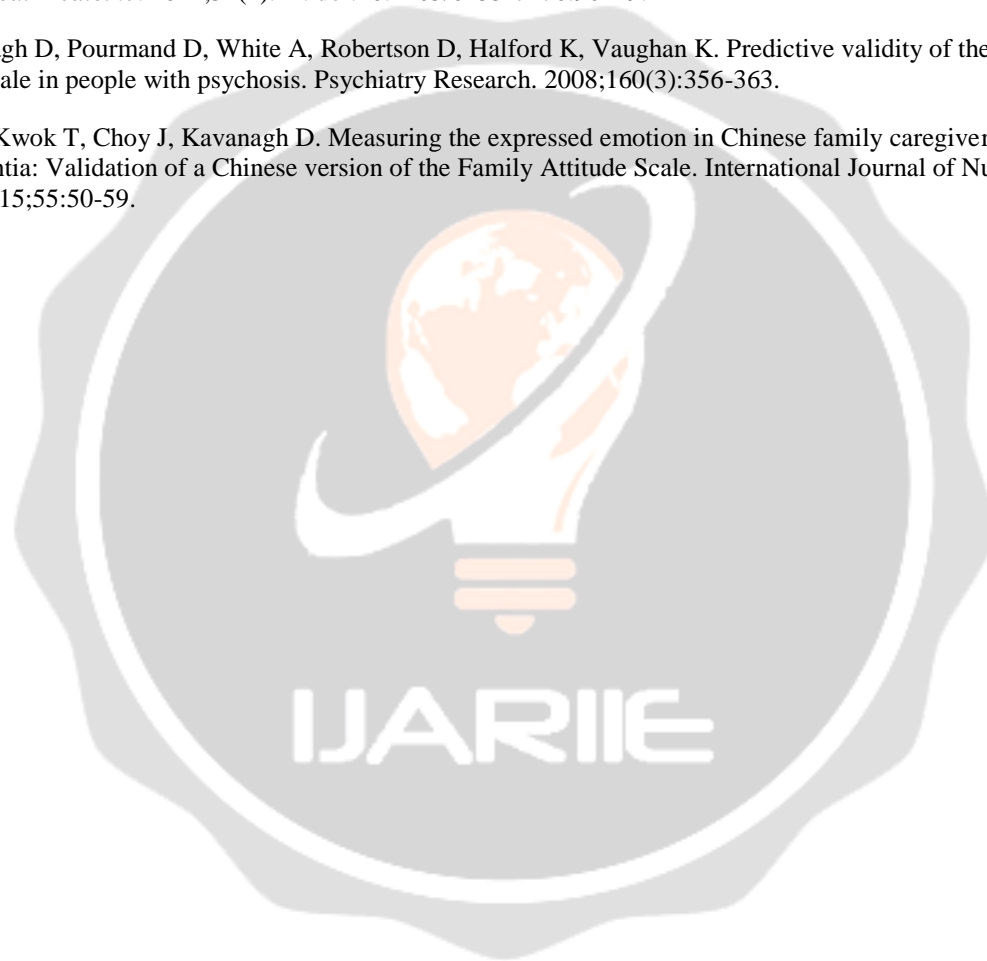 gh D, Pourmand D, White A, Robertson D, Halford K, Vaughan K. Predictive validity of the
ale in people with psychosis. Psychiatry Research. 2008;160(3):356-363.
Kwok T, Choy J, Kavanagh D. Measuring the expressed emotion in Chinese family caregiver
ntia: Validation of a Chinese version of the Family Attitude Scale. International Journal of Nu
15;55:50-59.
IJARIIE